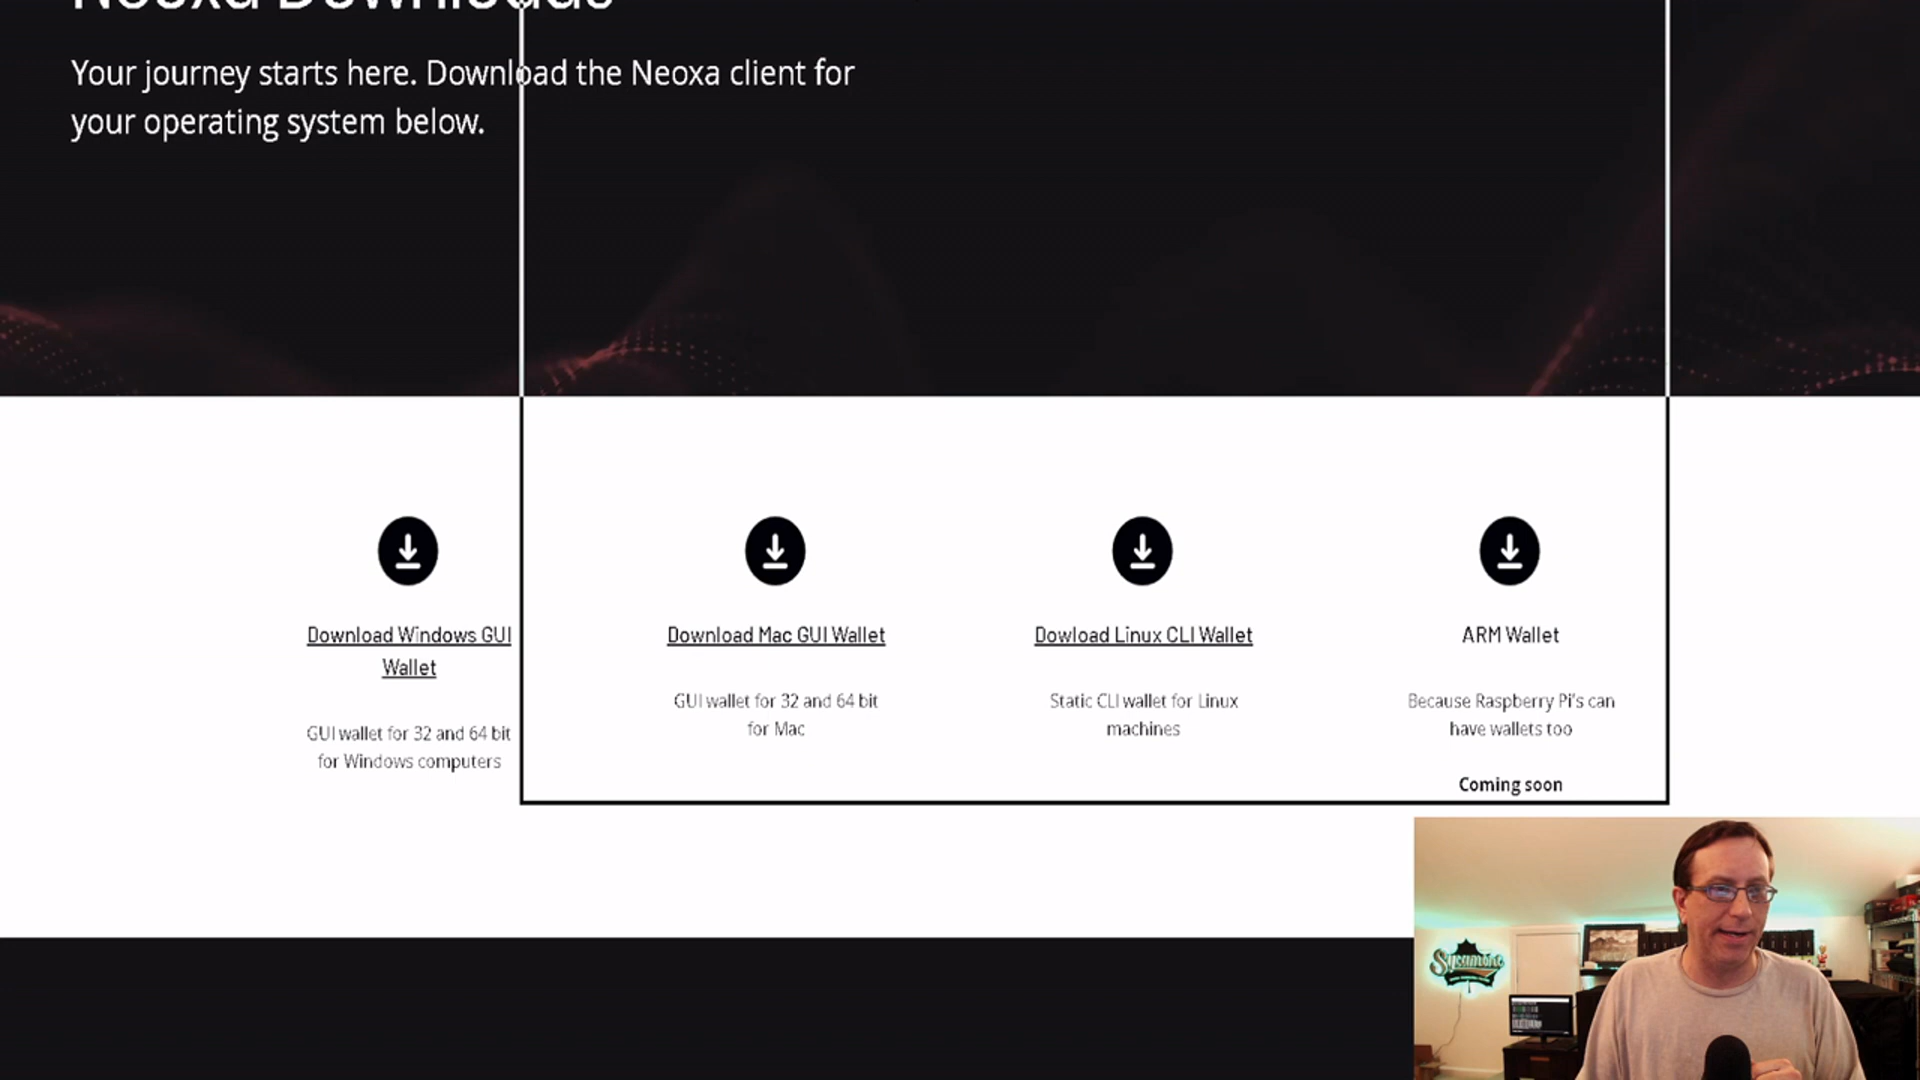 Neoxa Downloads
Your journey starts here. Download the Neoxa client for
your operating system below.
Download Windows GUI
Wallet
GUI wallet for 32 and 64 bit
for Windows computers
Download Mac GUI Wallet
GUI wallet for 32 and 64 bit
for Mac
Dowload Linux CLI Wallet
Static CLI wallet for Linux
machines
ARM Wallet
Because Raspberry Pi's can
have wallets too
Coming soon
Sycamore